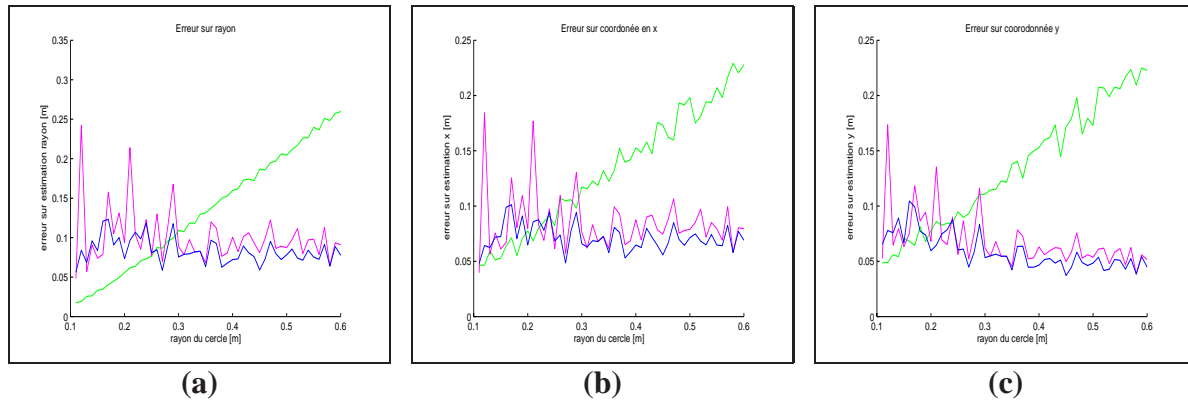 Erreur sur rayon
erreur sur estimation rayon [m]
0.35
0.3
0.25
0.2
0.15
0.1
0.05
0
0.1 0.2 0.3 0.4 0.5 0.6
rayon du cercle [m]
(a)
Erreur sur coordonée en x
erreur sur estimation x [m]
0.25
0.2
0.15
0.1
0.05
0
0.1 0.2 0.3 0.4 0.5 0.6
rayon du cercle [m]
(b)
Erreur sur coorodonnée y
erreur sur estimation y [m]
0.25
0.2
0.15
0.1
0.05
0
0.1 0.2 0.3 0.4 0.5 0.6
rayon du cercle [m]
(c)